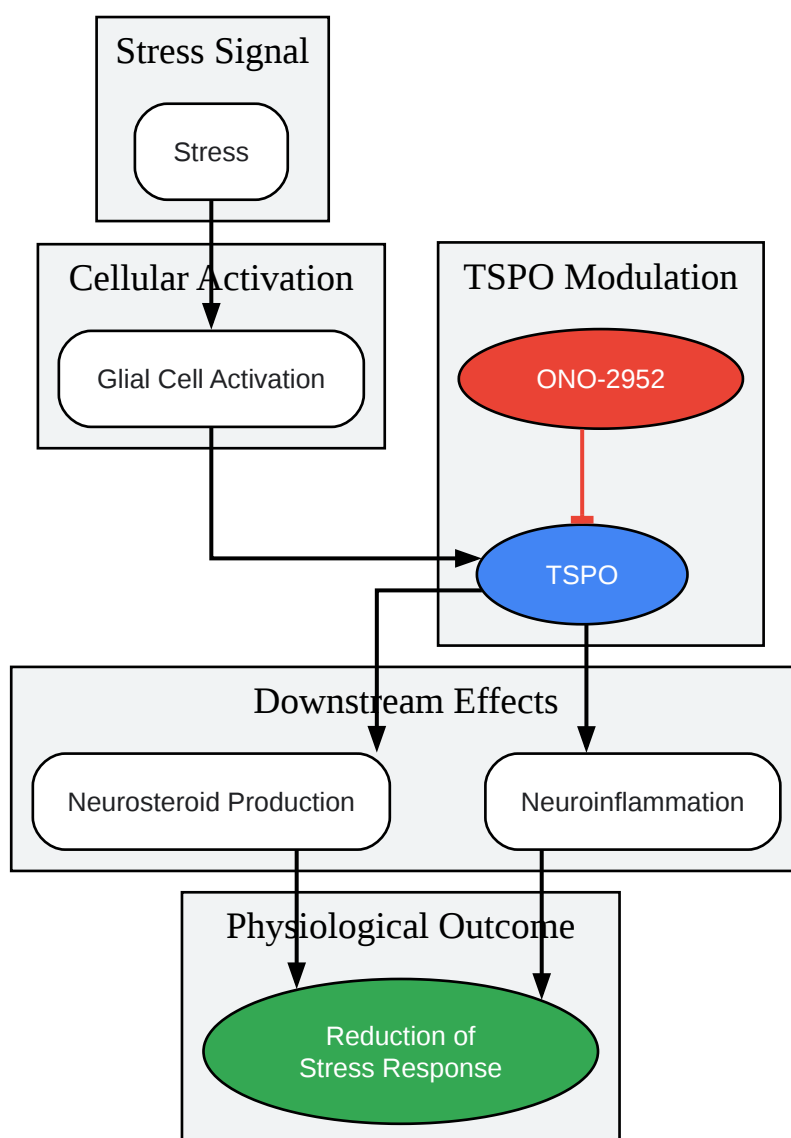 Stress Signal
Stress
Cellular Activation
Glial Cell Activation
TSPO Modulation
ONO-2952
TSPO
Downstream Effects
Neurosteroid Production
Neuroinflammation
Physiological Outcome
Reduction of
Stress Response